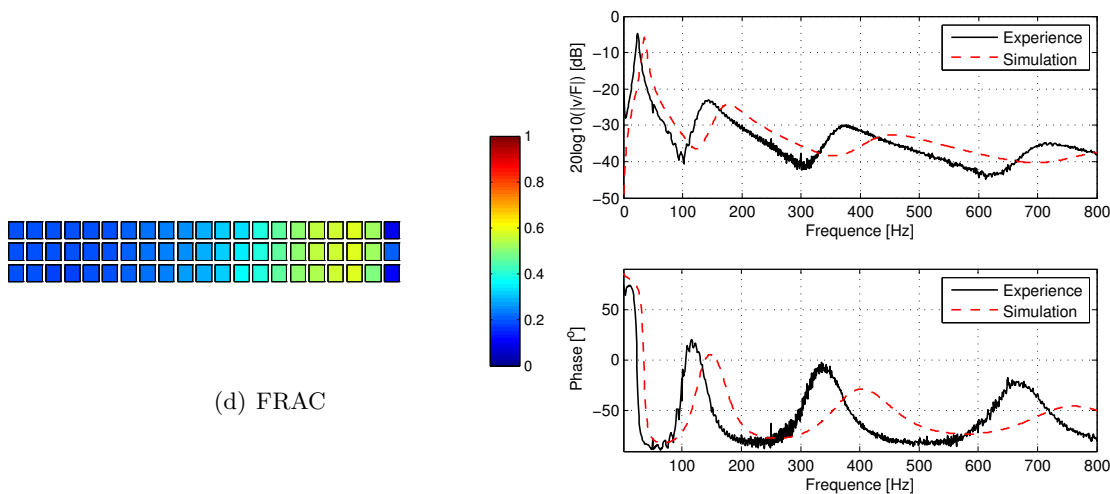 1
0.8
0.6
0.4
0.2
0
(d) FRAC
0
−10
−20
−30
−40
−50
20log10(|v/F|) [dB]
0 100 200 300 400 500 600 700 800
Frequence [Hz]
Experience
Simulation
50
0
−50
Phase [°]
100 200 300 400 500 600 700 800
Frequence [Hz]
Experience
Simulation